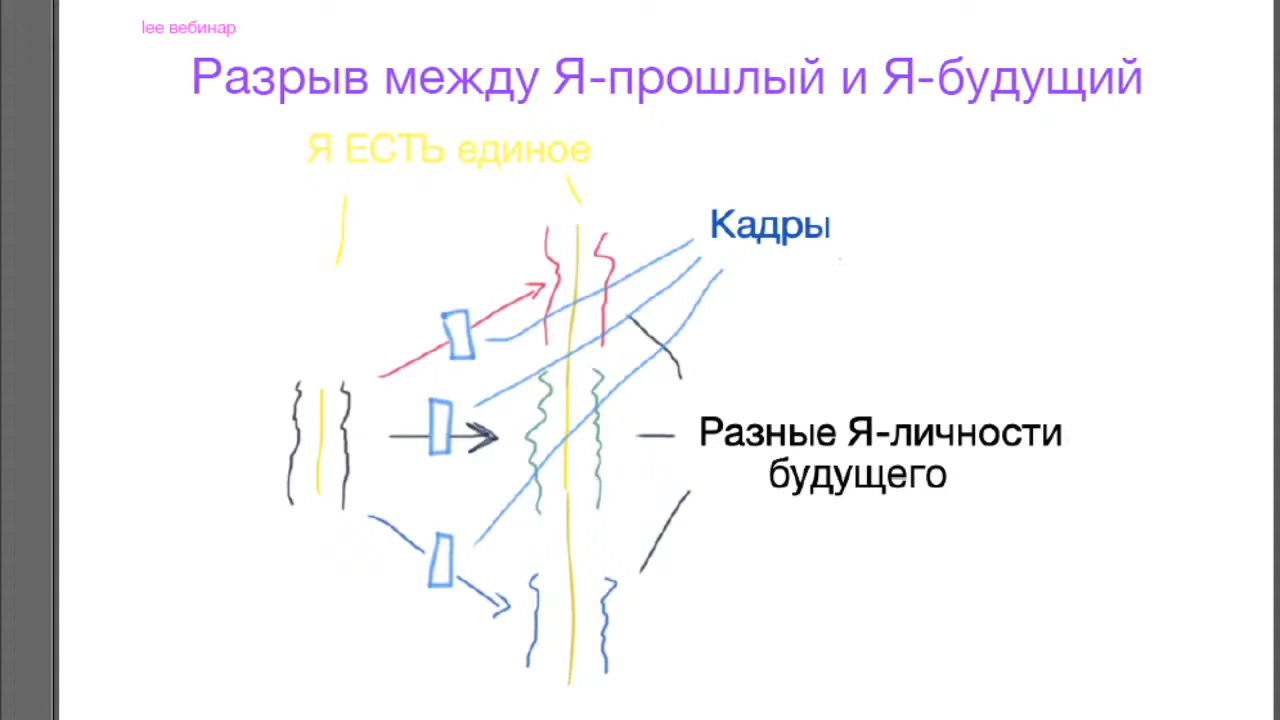 lee вебинар
Разрыв между Я-прошлый и Я-будущий
Я ЕСТЬ единое
Кадры
Разные Я-личности
будущего